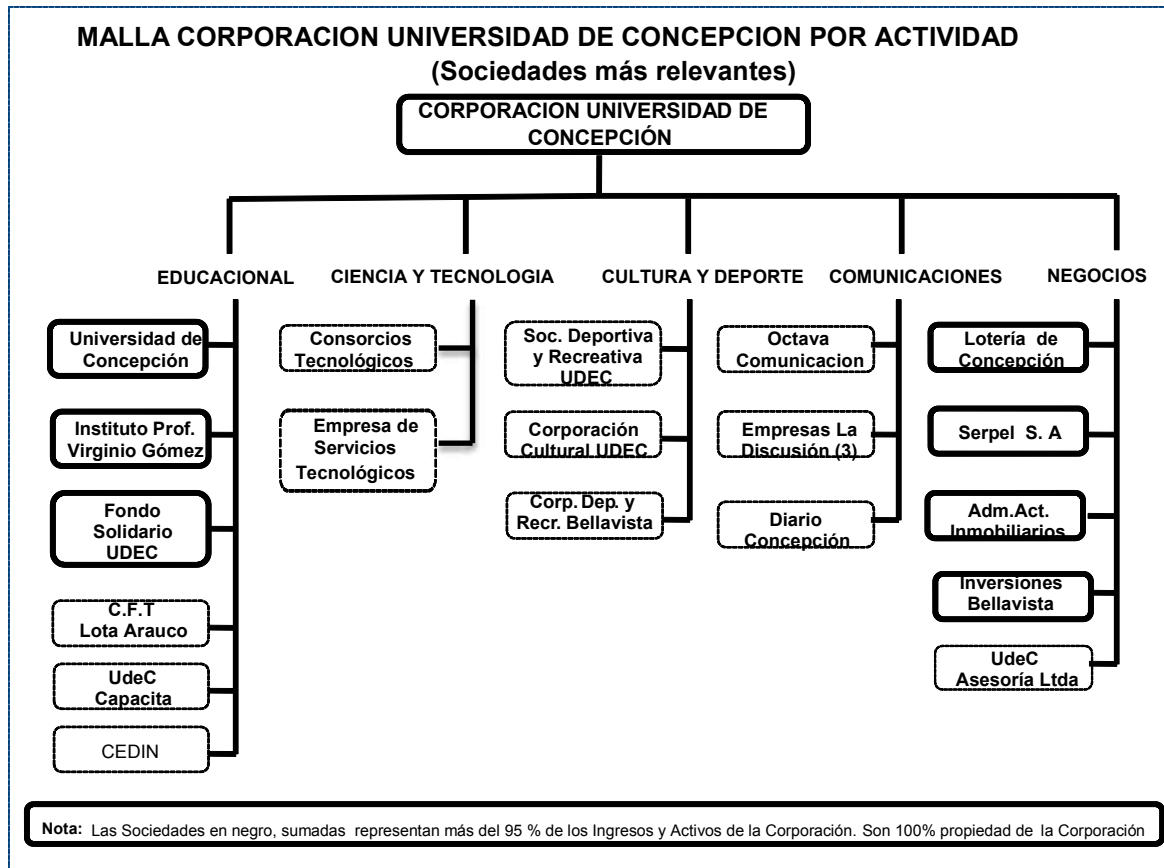 MALLA CORPORACION UNIVERSIDAD DE CONCEPCION POR ACTIVIDAD
(Sociedades más relevantes)
CORPORACION UNIVERSIDAD DE
CONCEPCIÓN
EDUCACIONAL
Universidad de
Concepción
Instituto Prof.
Virginio Gómez
Fondo
Solidario
UDEC
C.F.T
Lota Arauco
UdeC
Capacita
CEDIN
CIENCIA Y TECNOLOGIA
Consorcios
Tecnológicos
Empresa de
Servicios
Tecnológicos
CULTURA Y DEPORTE
Soc. Deportiva
y Recreativa
UDEC
Corporación
Cultural UDEC
Corp. Dep. y
Recr. Bellavista
COMUNICACIONES
Octava
Comunicacion
Empresas La
Discusión (3)
Diario
Concepción
NEGOCIOS
Lotería de
Concepción
Serpel S. A
Adm.Act.
Inmobiliarios
Inversiones
Bellavista
UdeC
Asesoría Ltda
Nota: Las Sociedades en negro, sumadas representan más del 95 % de los Ingresos y Activos de la Corporación. Son 100% propiedad de la Corporación